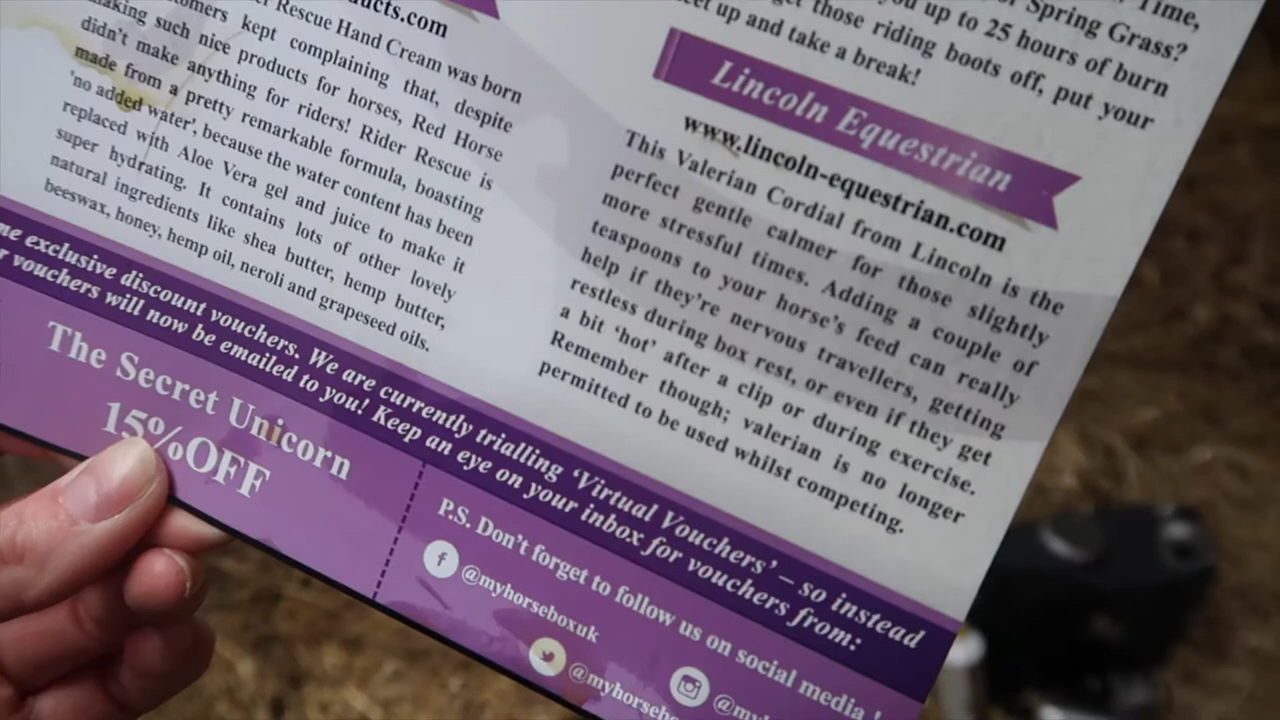 ducts.com
Rescue Hand Cream was born
kept complaining that, despite
making such nice products for horses, Red Horse
didn't make anything for riders! Rider Rescue is
made from a pretty remarkable formula, boasting
'no added water', because the water content has been
replaced with Aloe Vera gel and juice to make it
super hydrating. It contains lots of other lovely
natural ingredients like shea butter, hemp butter,
beeswax, honey, hemp oil, neroli and grapeseed oils.
Time,
of Spring Grass?
you up to 25 hours of burn
get those riding boots off, put your
feet up and take a break!
Lincoln Equestrian
www.lincoln-equestrian.com
This Valerian Cordial from Lincoln is the
perfect gentle calmer for those slightly
more stressful times. Adding a couple of
teaspoons to your horse's feed can really
help if they're nervous travellers, getting
restless during box rest, or even if they get
a bit 'hot' after a clip or during exercise.
Remember though; valerian is no longer
permitted to be used whilst competing.
exclusive discount vouchers. We are currently trialling 'Virtual Vouchers' – so instead
vouchers will now be emailed to you! Keep an eye on your inbox for vouchers from:
The Secret Unicorn
15%OFF
P.S. Don't forget to follow us on social media !
@myhorseboxuk
@myhorsebo
@my